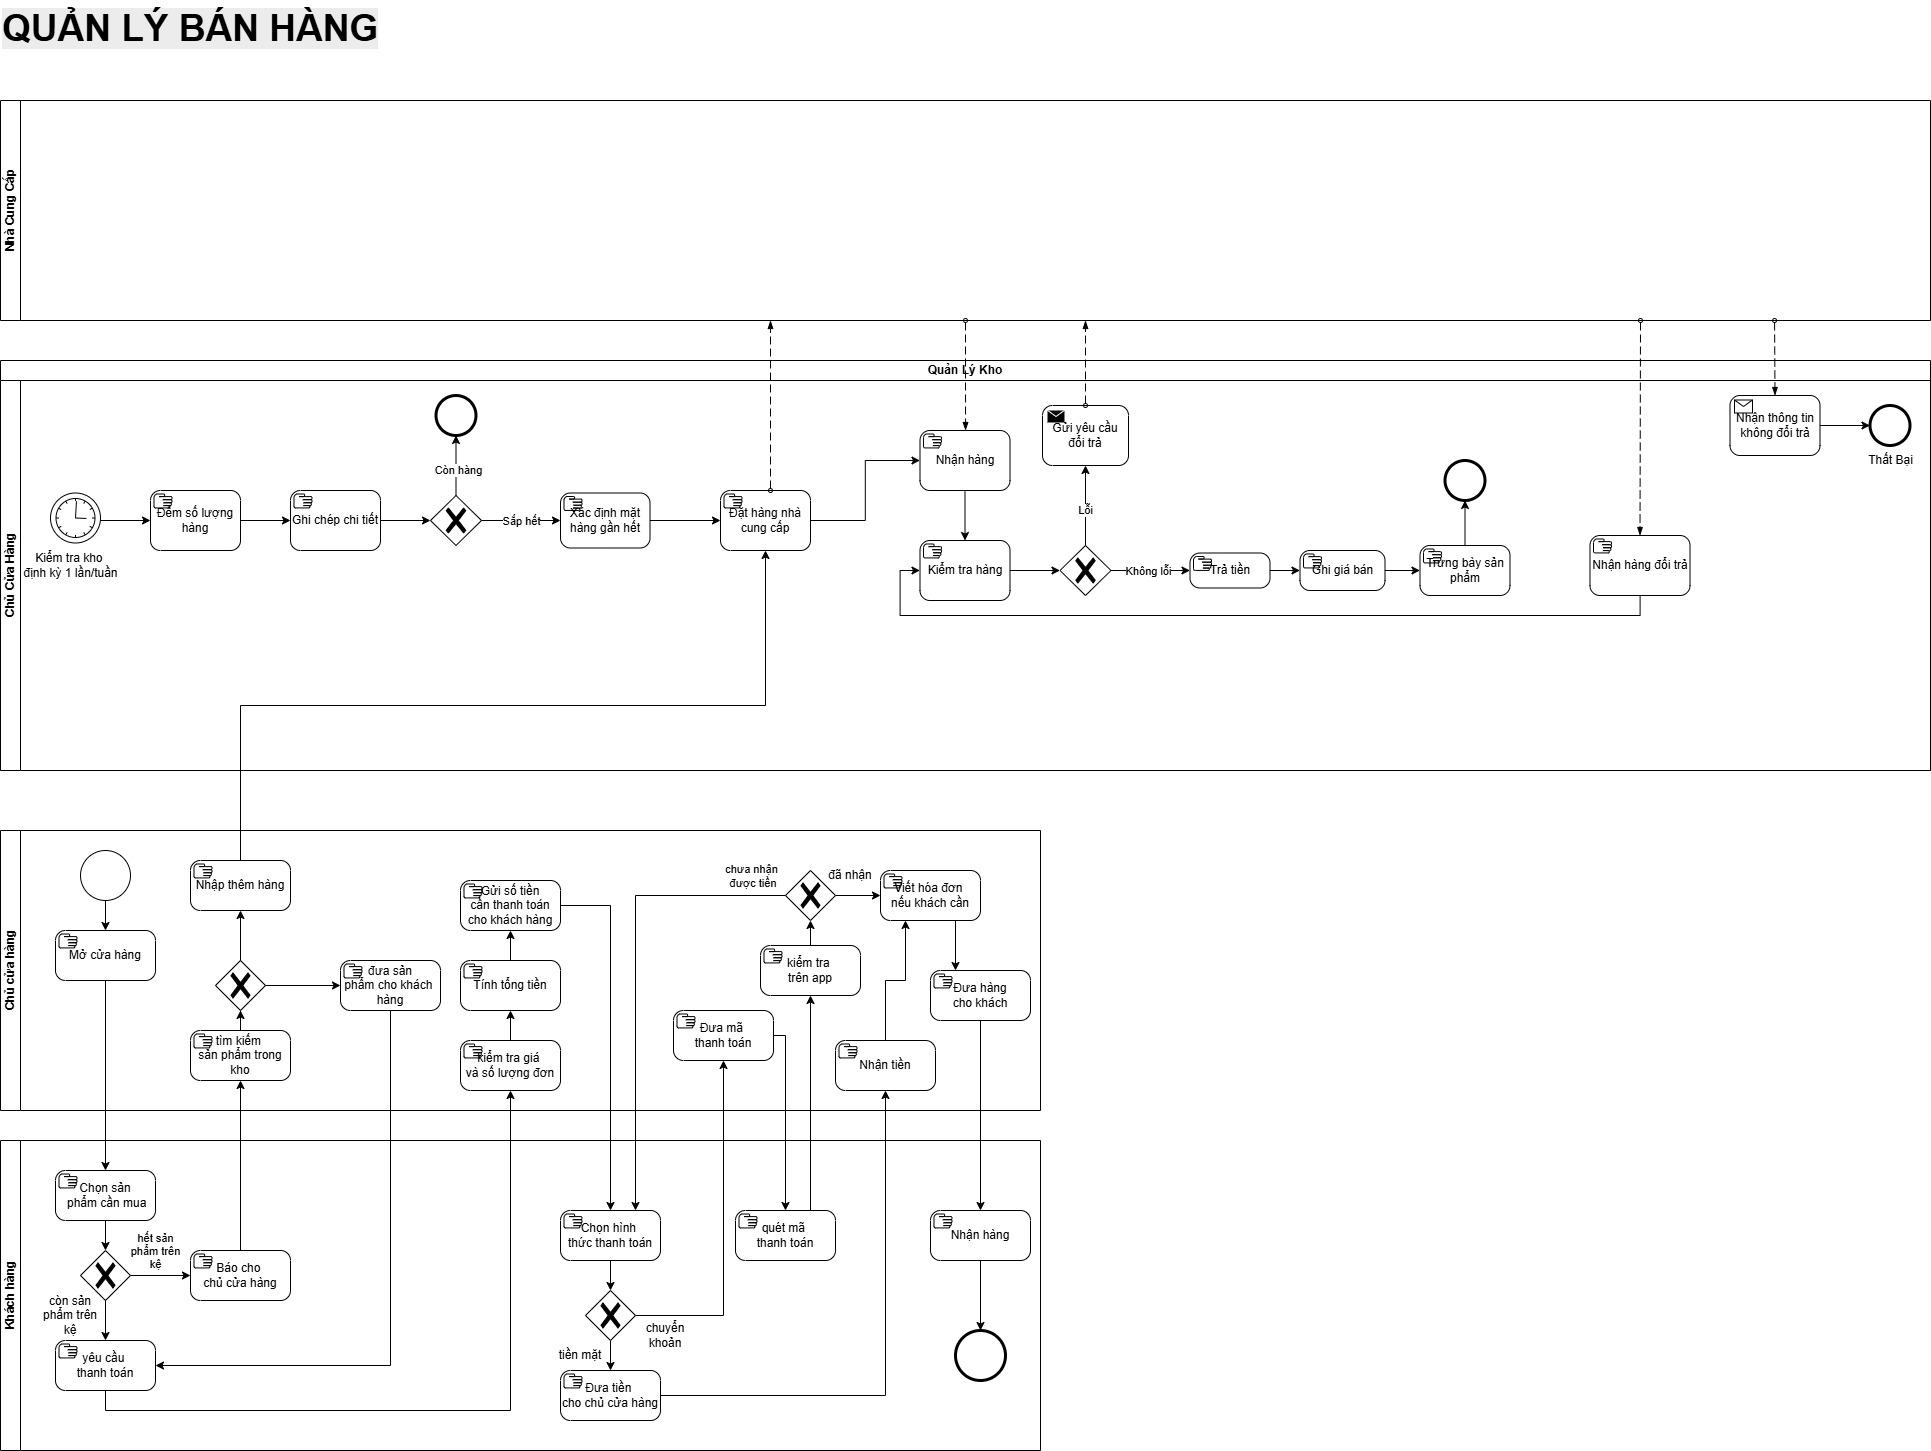 QUẢN LÝ BÁN HÀNG
Nhà Cung Cấp
Quản Lý Kho
Chủ Cửa Hàng
Kiểm tra kho
định kỳ 1 lần/tuần
Đếm số lượng
hàng
Ghi chép chi tiết
Còn hàng
Sắp hết
Xác định mặt
hàng gần hết
Đặt hàng nhà
cung cấp
Nhận hàng
Kiểm tra hàng
Gửi yêu cầu
đổi trả
Lỗi
Không lỗi
Trả tiền
Ghi giá bán
Trưng bày sản
phẩm
Nhận hàng đổi trả
Nhận thông tin
không đổi trả
Thất Bại
Chủ cửa hàng
Mở cửa hàng
Nhập thêm hàng
đưa sản
phẩm cho khách
hàng
tìm kiếm
sản phẩm trong
kho
Gửi số tiền
cần thanh toán
cho khách hàng
Tính tổng tiền
kiểm tra giá
và số lượng đơn
chưa nhận
được tiền
đã nhận
Viết hóa đơn
nếu khách cần
kiểm tra
trên app
Đưa mã
thanh toán
Nhận tiền
Đưa hàng
cho khách
Khách hàng
Chọn sản
phẩm cần mua
hết sản
phẩm trên
kệ
Báo cho
chủ cửa hàng
còn sản
phẩm trên
kệ
yêu cầu
thanh toán
Chọn hình
thức thanh toán
chuyển
khoản
tiền mặt
Đưa tiền
cho chủ cửa hàng
quét mã
thanh toán
Nhận hàng